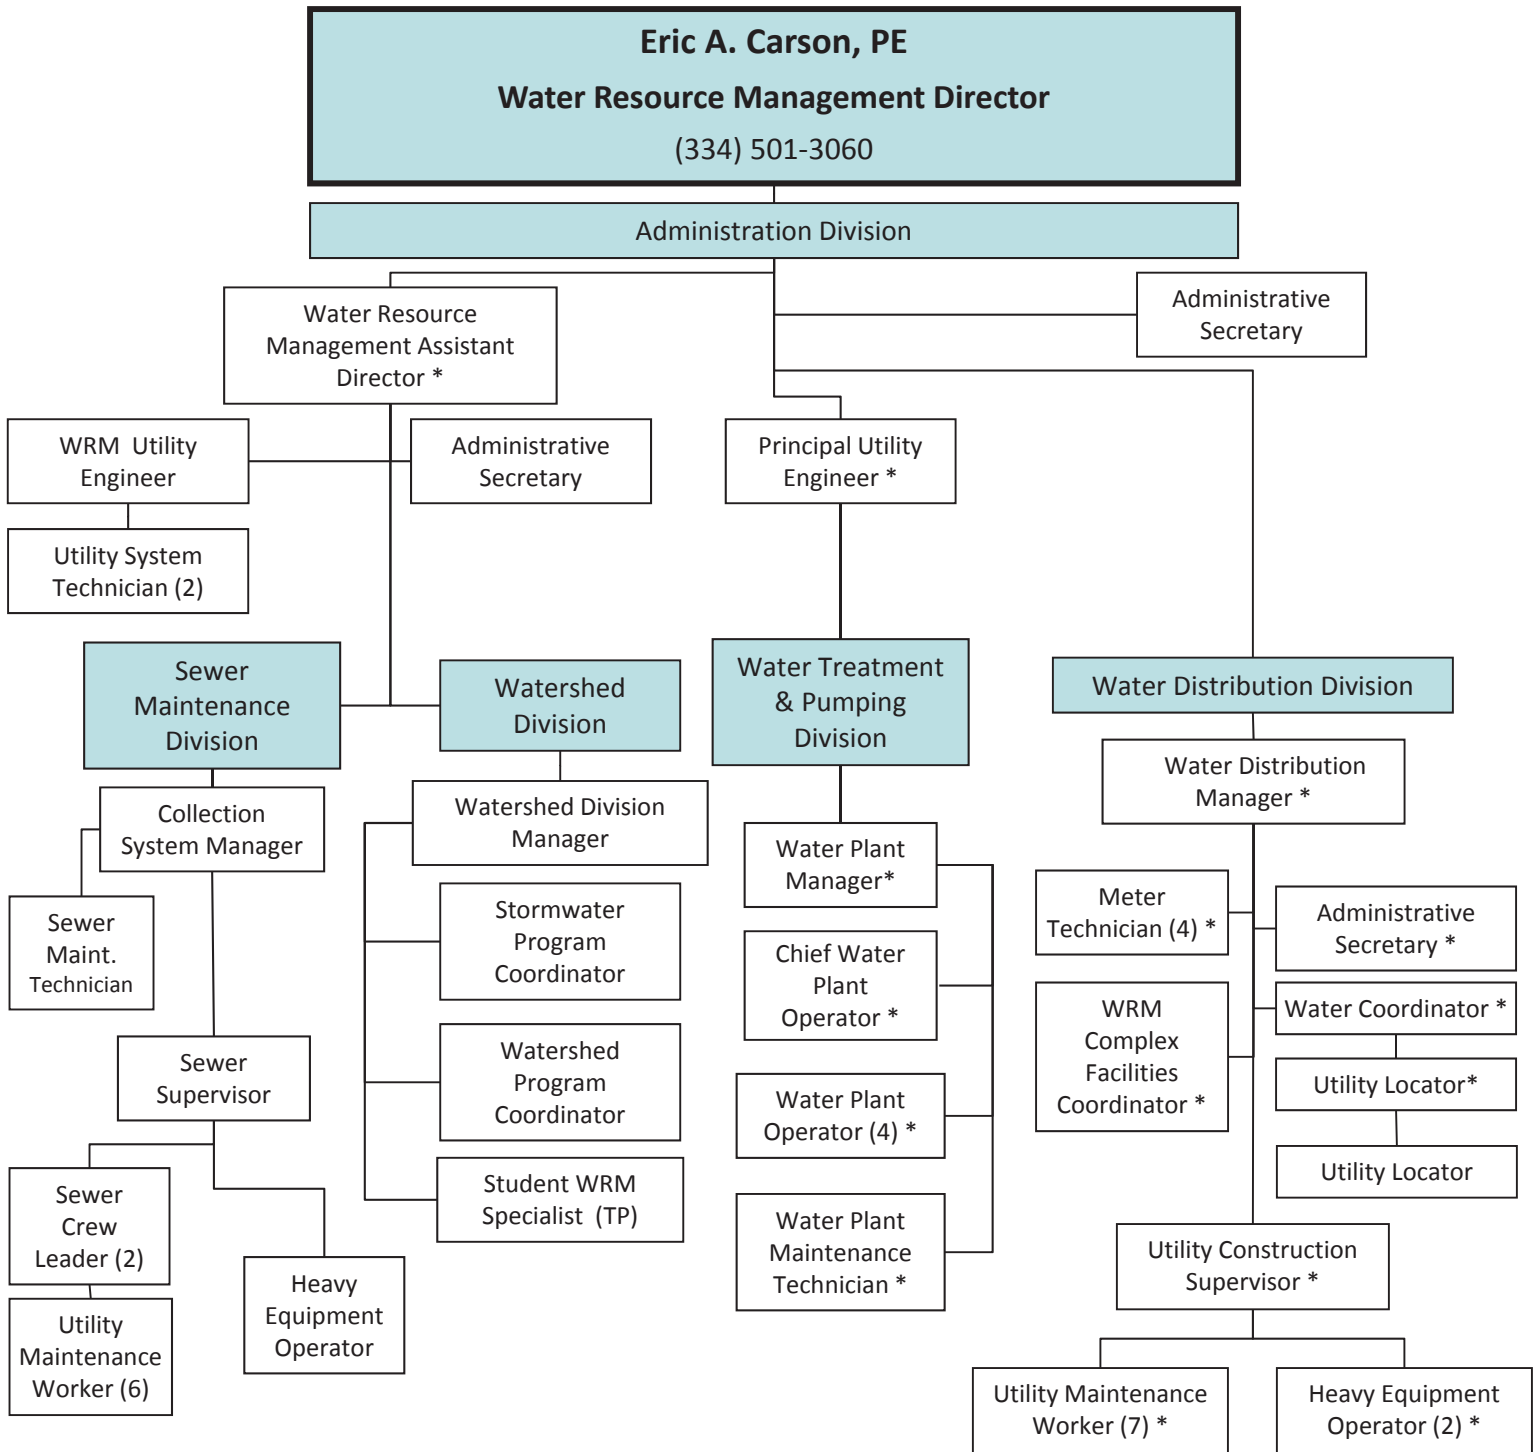 Eric A. Carson, PE
Water Resource Management Director
(334) 501-3060
Administration Division
Water Resource
Management Assistant
Director *
Administrative
Secretary
WRM  Utility
Engineer
Administrative
Secretary
Principal Utility
Engineer *
Utility System
Technician (2)
Sewer
Maintenance
Division
Watershed
Division
Water Treatment
& Pumping
Division
Water Distribution Division
Collection
System Manager
Sewer
Maint.
Technician
Sewer
Supervisor
Sewer
Crew
Leader (2)
Utility
Maintenance
Worker (6)
Heavy
Equipment
Operator
Watershed Division
Manager
Stormwater
Program
Coordinator
Watershed
Program
Coordinator
Student WRM
Specialist  (TP)
Water Plant
Manager*
Chief Water
Plant
Operator *
Water Plant
Operator (4) *
Water Plant
Maintenance
Technician *
Water Distribution
Manager *
Meter
Technician (4) *
Administrative
Secretary *
WRM
Complex
Facilities
Coordinator *
Water Coordinator *
Utility Locator*
Utility Locator
Utility Construction
Supervisor *
Utility Maintenance
Worker (7) *
Heavy Equipment
Operator (2) *